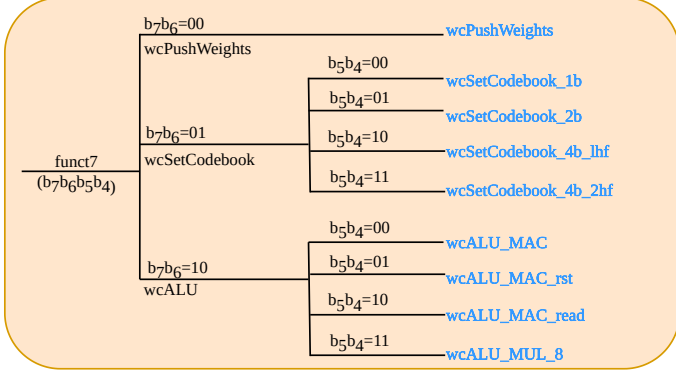 b7b6=00
wcPushWeights
wcPushWeights
b5b4=00
wcSetCodebook_1b
b5b4=01
wcSetCodebook_2b
b7b6=01
wcSetCodebook
b5b4=10
wcSetCodebook_4b_lhf
b5b4=11
wcSetCodebook_4b_2hf
funct7
(b7b6b5b4)
b5b4=00
wcALU_MAC
b5b4=01
wcALU_MAC_rst
b7b6=10
wcALU
b5b4=10
wcALU_MAC_read
b5b4=11
wcALU_MUL_8